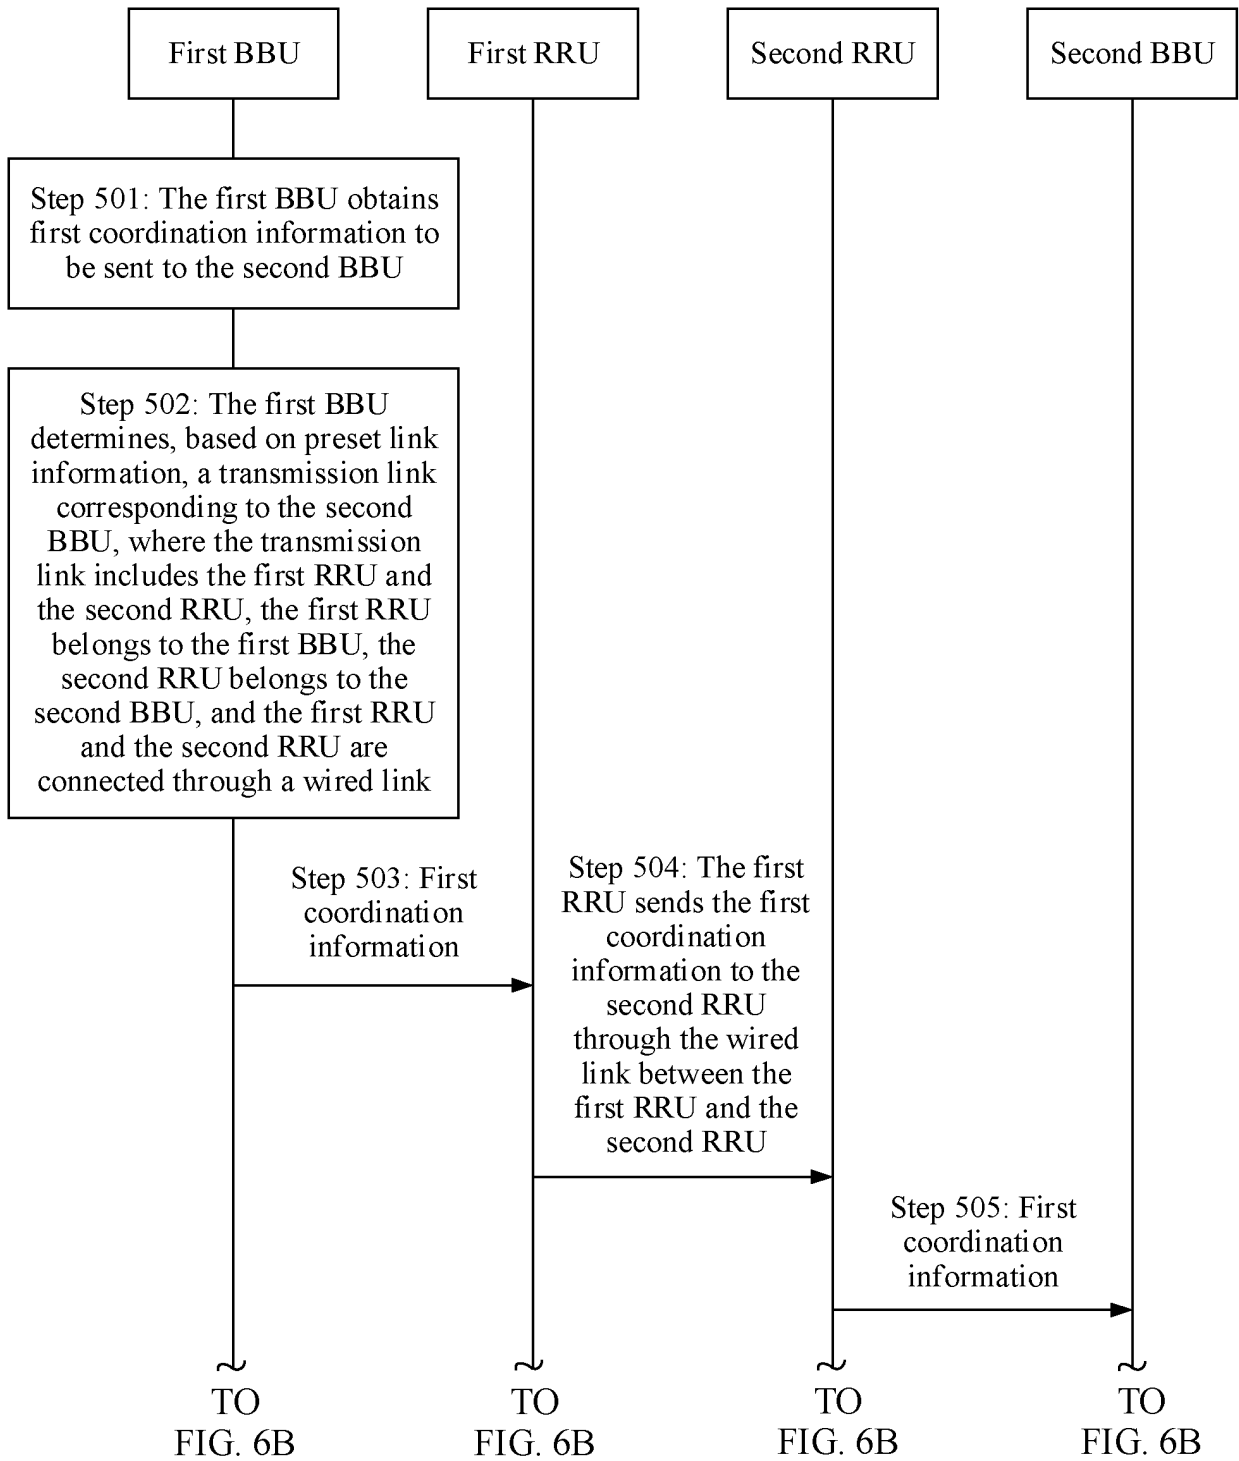 First BBU
First RRU
Second RRU
Second BBU
Step 501: The first BBU obtains
first coordination information to
be sent to the second BBU
Step 502: The first BBU
determines, based on preset link
information, a transmission link
corresponding to the second
BBU, where the transmission
link includes the first RRU and
the second RRU, the first RRU
belongs to the first BBU, the
second RRU belongs to the
second BBU, and the first RRU
and the second RRU are
connected through a wired link
Step 503: First
coordination
information
Step 504: The first
RRU sends the first
coordination
information to the
second RRU
through the wired
link between the
first RRU and the
second RRU
Step 505: First
coordination
information
TO
FIG. 6B
TO
FIG. 6B
TO
FIG. 6B
TO
FIG. 6B